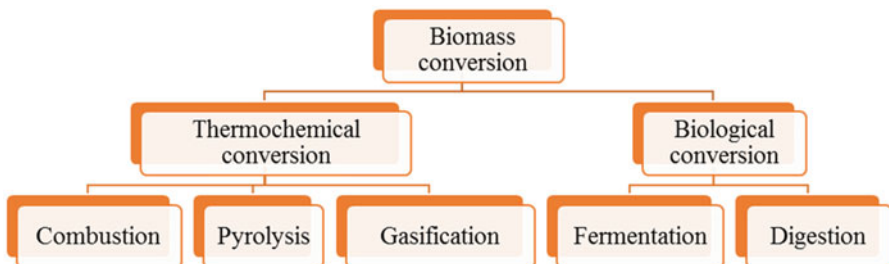 Biomass
conversion
Thermochemical
conversion
Biological
conversion
Combustion
Pyrolysis
Gasification
Fermentation
Digestion